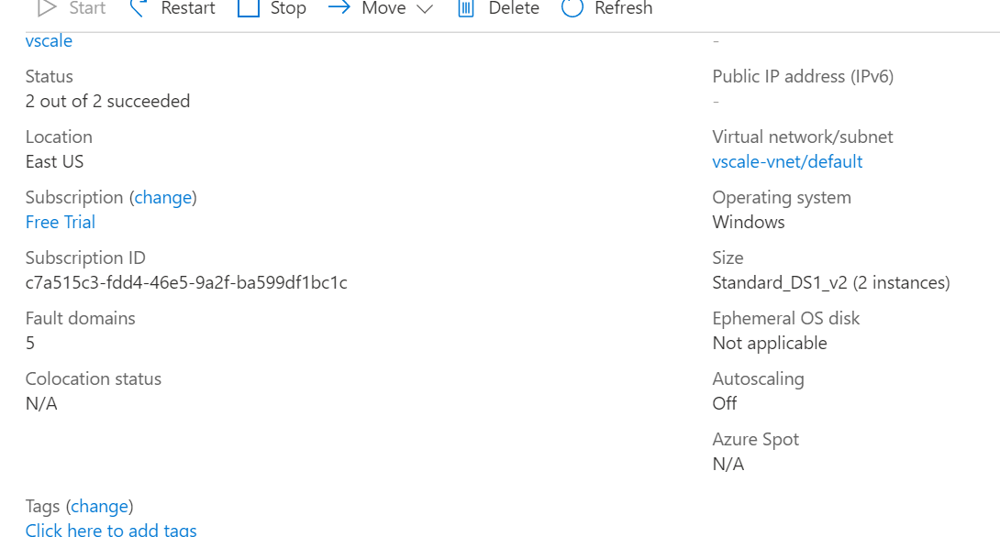 Start Restart Stop Move Delete Refresh
vscale
Status
2 out of 2 succeeded
Location
East US
Subscription (change)
Free Trial
Subscription ID
c7a515c3-fdd4-46e5-9a2f-ba599df1bc1c
Fault domains
5
Colocation status
N/A
-
Public IP address (IPv6)
-
Virtual network/subnet
vscale-vnet/default
Operating system
Windows
Size
Standard_DS1_v2 (2 instances)
Ephemeral OS disk
Not applicable
Autoscaling
Off
Azure Spot
N/A
Tags (change)
Click here to add tags